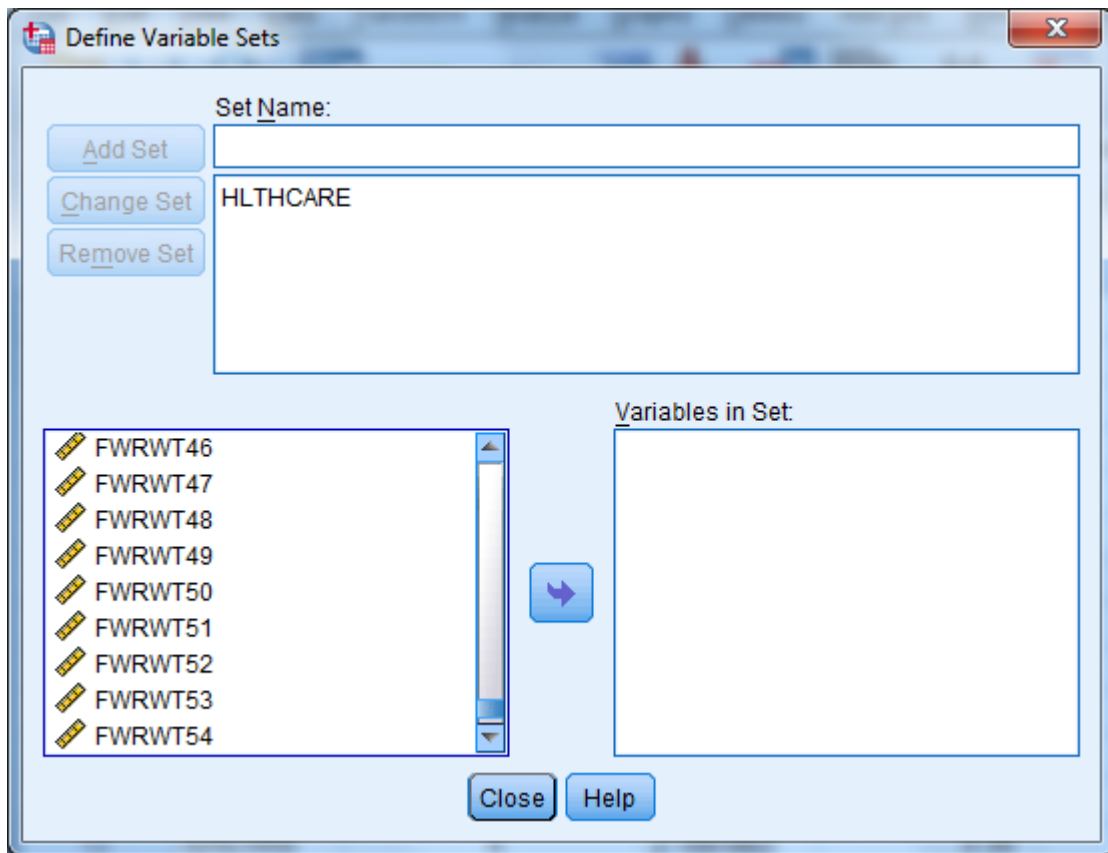 Define Variable Sets
Set Name:
Add Set
Change Set
HLTHCARE
Remove Set
Variables in Set:
FWRWT46
FWRWT47
FWRWT48
FWRWT49
FWRWT50
FWRWT51
FWRWT52
FWRWT53
FWRWT54
Close Help